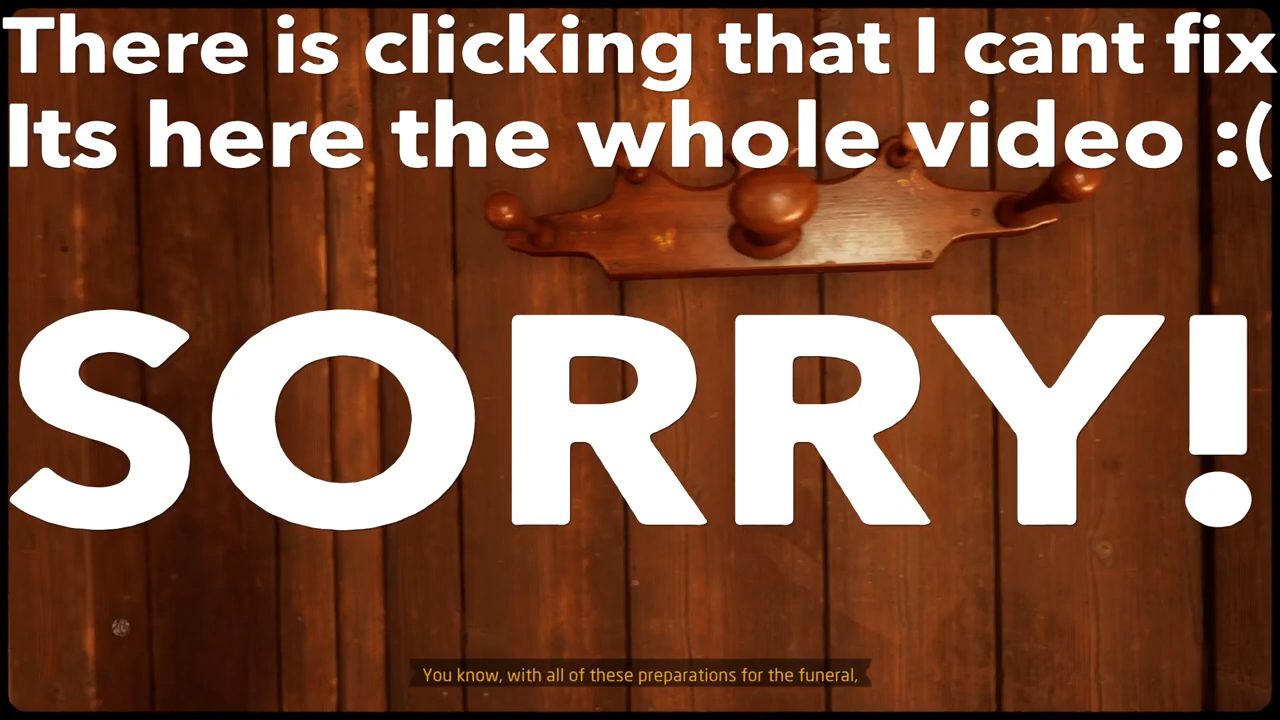 There is clicking that I cant fix
Its here the whole video :(
SORRY!
You know, with all of these preparations for the funeral,